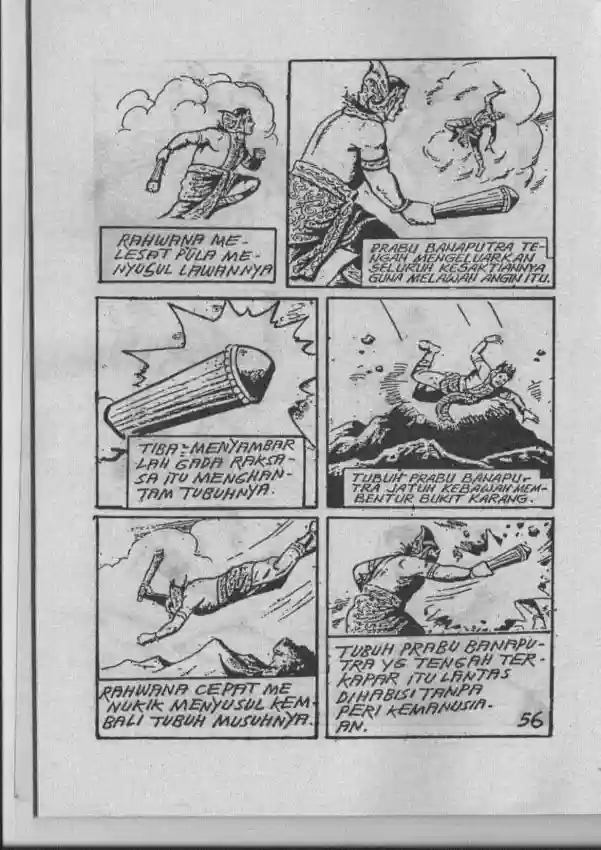 RAHWANA ME-
LESAT PULA ME-
NYUSUL LAWANNYA
PRABU BANAPUTRA TE-
NGAH MENGELUARKAN
SELURUH KESAKTIANNYA
GUNA MELAWAN ANGIN ITU.
TIBA² MENYAMBAR
LAH GADA RAKSA-
SA ITU MENGHAN-
TAM TUBUHNYA.
TUBUH PRABU BANAPU-
TRA JATUH KEBAWAH MEM-
BENTUR BUKIT KARANG.
RAHWANA CEPAT ME
NUKIK MENYUSUL KEM-
BALI TUBUH MUSUHNYA.
TUBUH PRABU BANAPU-
TRA YG TENGAH TER-
KAPAR ITU LANTAS
DIHABISI TANPA
PERI KEMANUSIA-
AN.
56